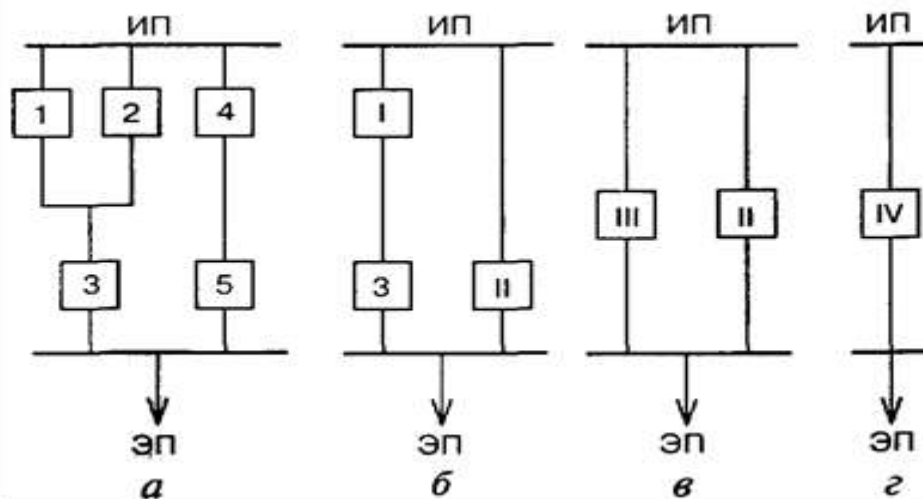 ИП ИП ИП ИП
1 2 4 I
III II IV
3 5 3 II
ЭП ЭП ЭП ЭП
а б в г